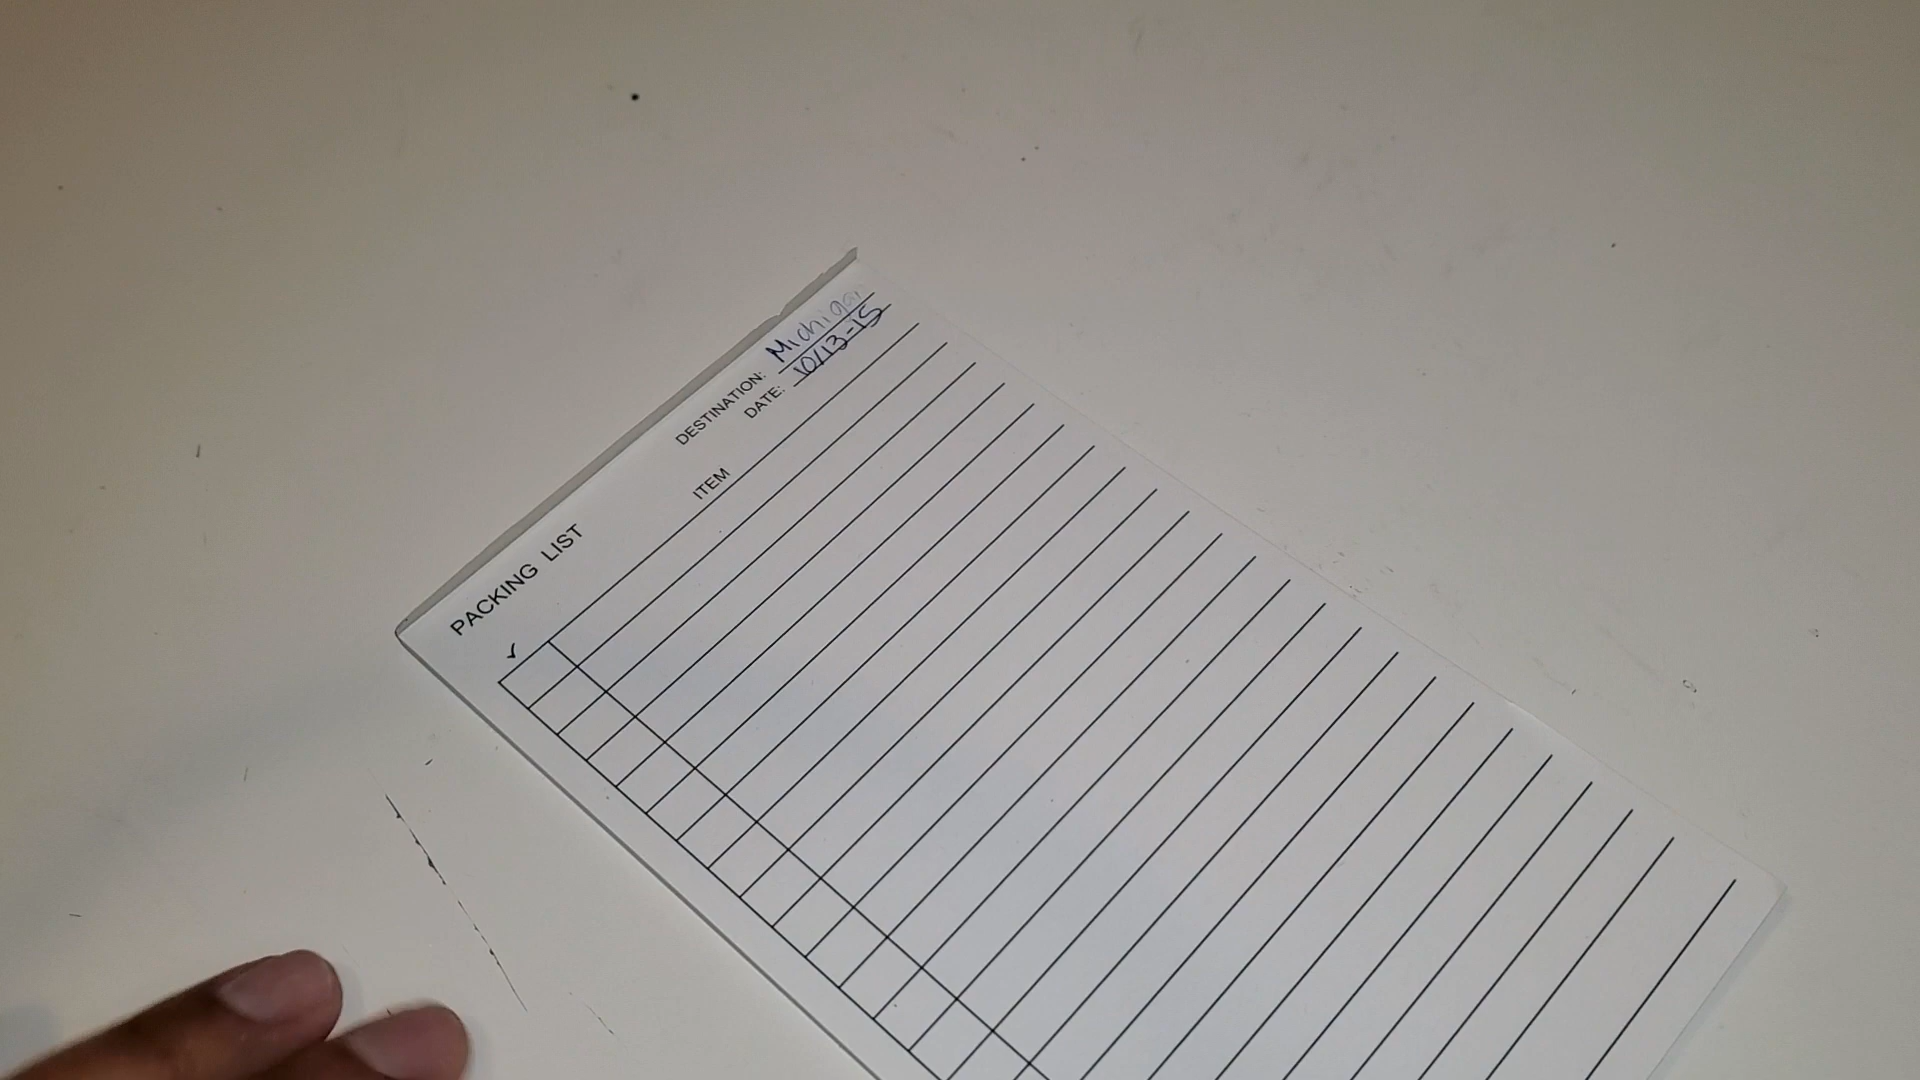 PACKING LIST
DESTINATION: Michigan
DATE: 10/13-15
✓ ITEM